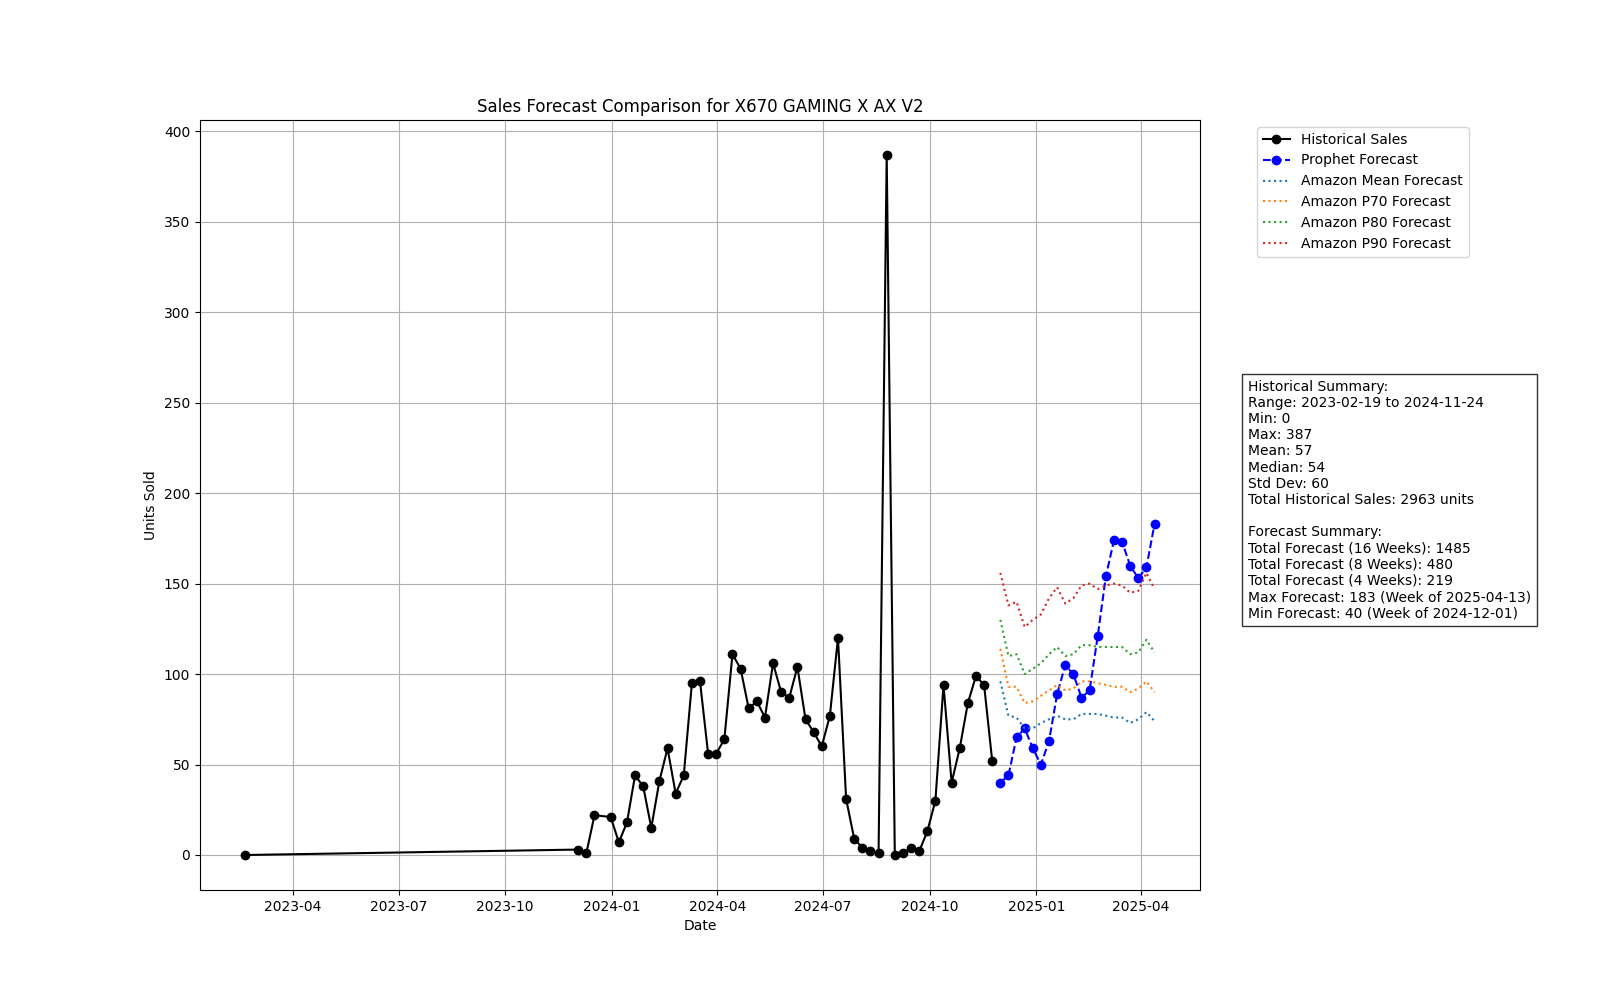 Sales Forecast Comparison for X670 GAMING X AX V2
400
350
300
250
200
150
100
50
0
Units Sold
2023-04
2023-07
2023-10
2024-01
2024-04
2024-07
2024-10
2025-01
2025-04
Date
Historical Sales
Prophet Forecast
Amazon Mean Forecast
Amazon P70 Forecast
Amazon P80 Forecast
Amazon P90 Forecast
Historical Summary:
Range: 2023-02-19 to 2024-11-24
Min: 0
Max: 387
Mean: 57
Median: 54
Std Dev: 60
Total Historical Sales: 2963 units
Forecast Summary:
Total Forecast (16 Weeks): 1485
Total Forecast (8 Weeks): 480
Total Forecast (4 Weeks): 219
Max Forecast: 183 (Week of 2025-04-13)
Min Forecast: 40 (Week of 2024-12-01)